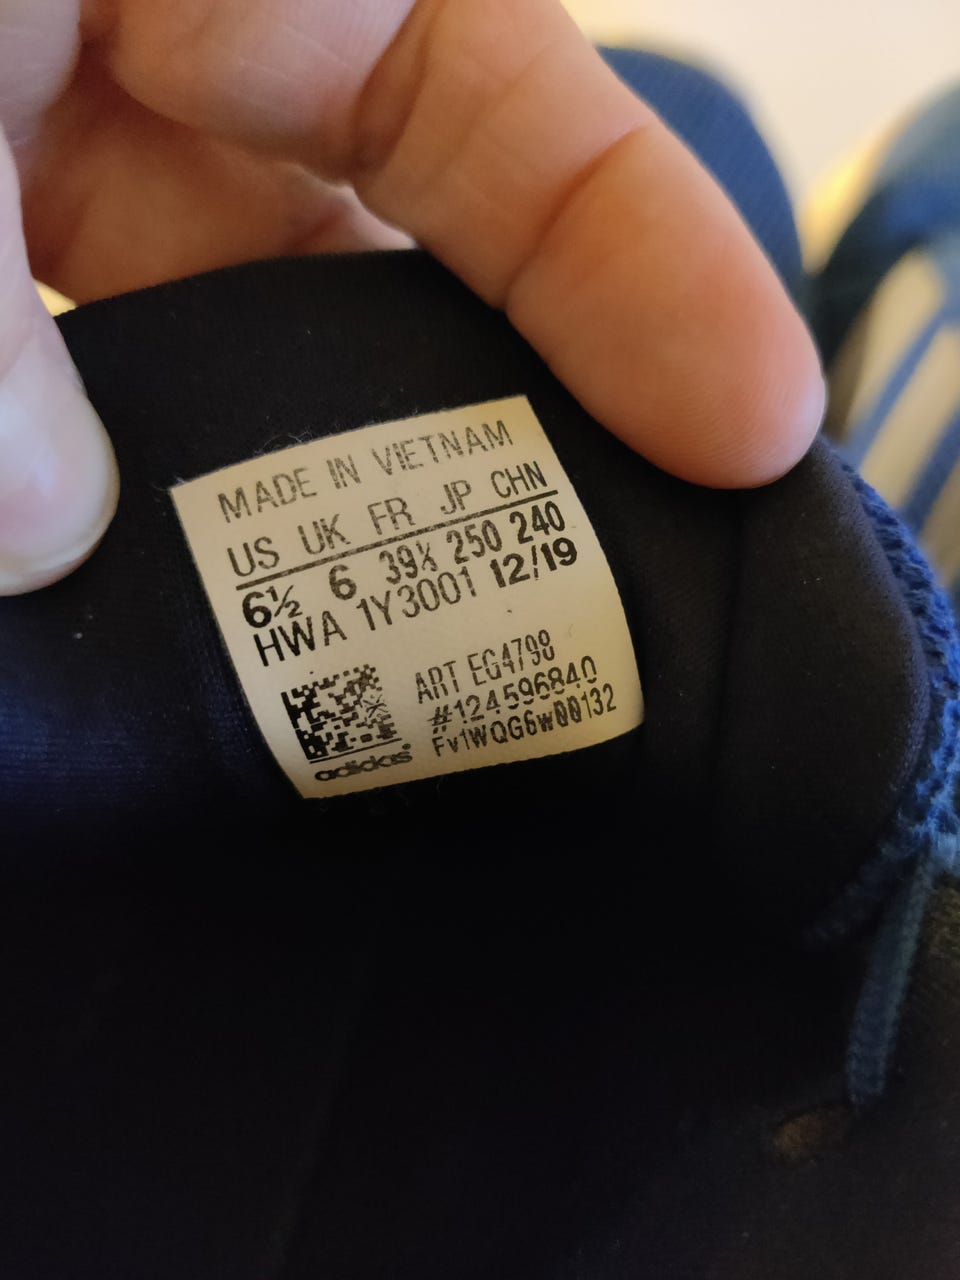 MADE IN VIETNAM
US UK FR JP CHN
6½ 6 39⅓ 250 240
HWA 1Y3001 12/19
ART EG4798
#124596840
Fv1WQG6w00132
adidas®